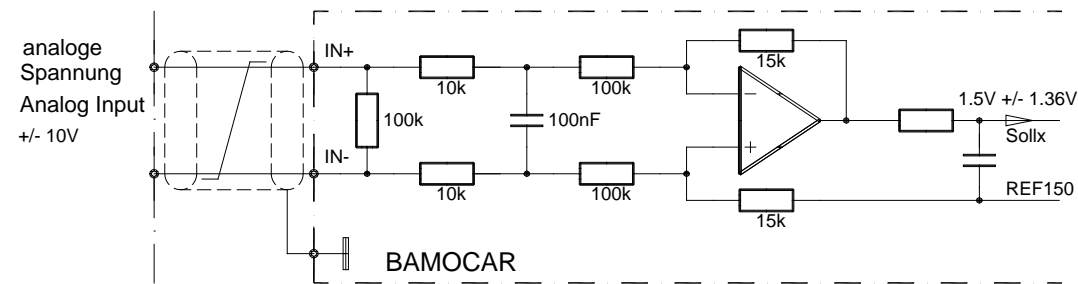 analoge
Spannung
Analog Input
+/- 10V
IN+
IN-
10k
100k
15k
100k
100nF
10k
100k
15k
1.5V +/- 1.36V
Sollx
REF150
BAMOCAR